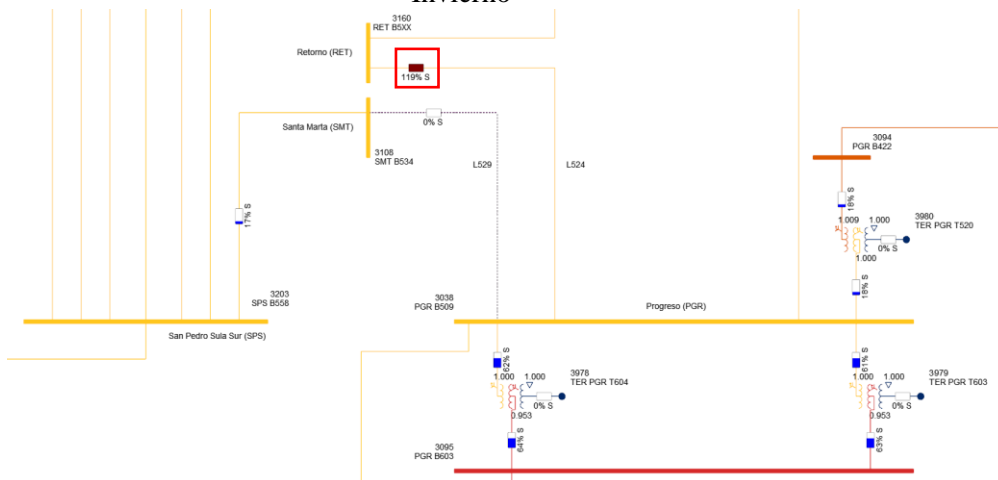 Invierno
3160
RET B5XX
Retorno (RET)
119% S
0% S
Santa Marta (SMT)
3108
SMT B534
L529
L524
3094
PGR B422
18% S
17% S
1.009
1.000
3980
TER PGR T520
0% S
1.000
18% S
3203
SPS B558
3038
PGR B509
Progreso (PGR)
San Pedro Sula Sur (SPS)
62% S
1.000
1.000
3978
TER PGR T604
0% S
0.953
64% S
61% S
1.000
1.000
3979
TER PGR T603
0% S
0.953
63% S
3095
PGR B603